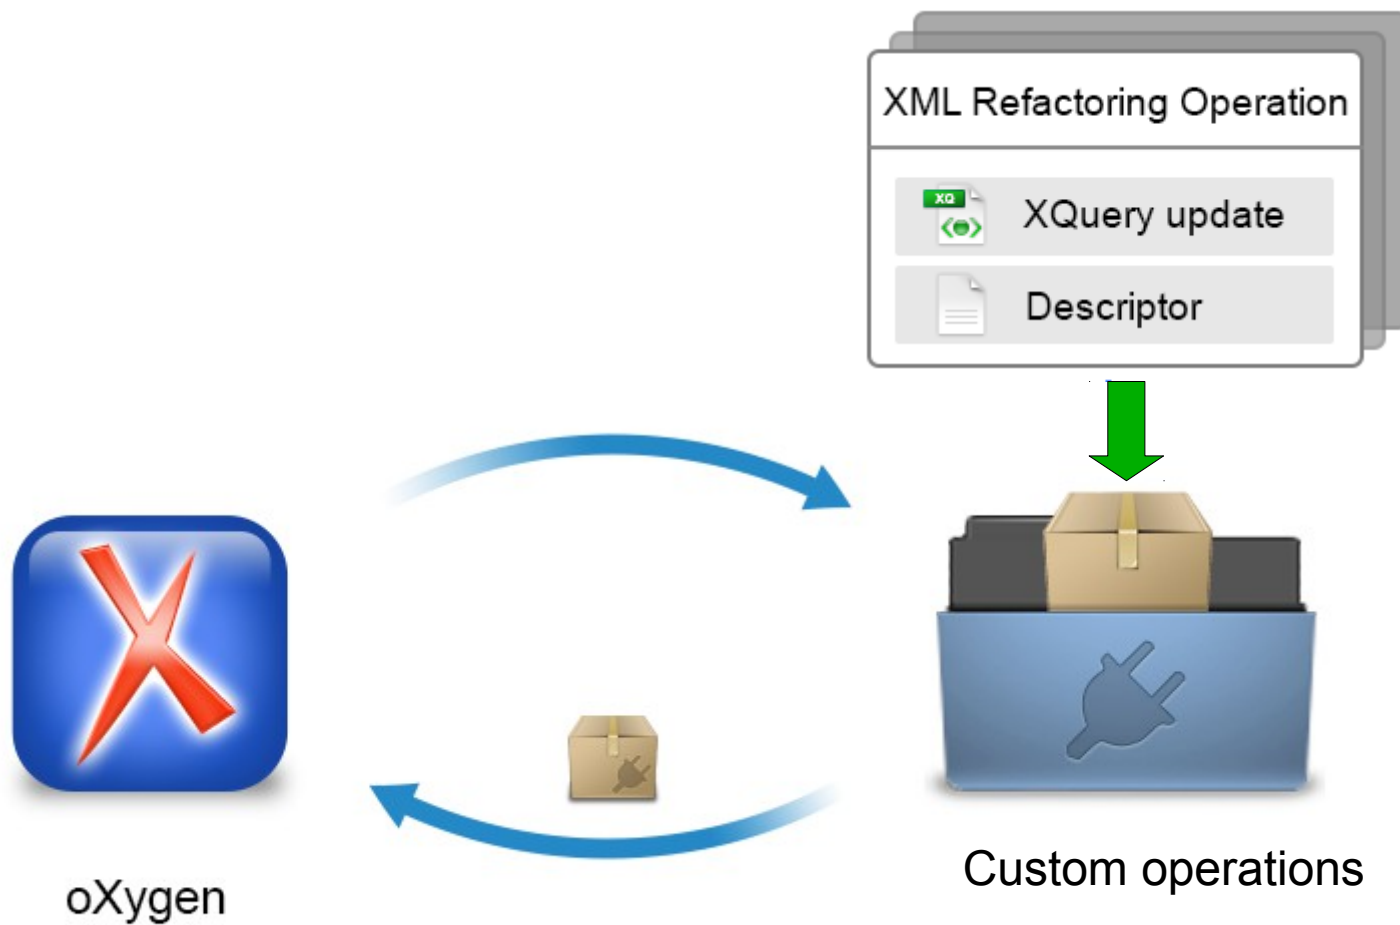 XML Refactoring Operation
XQ
XQuery update
Descriptor
Custom operations
oXygen